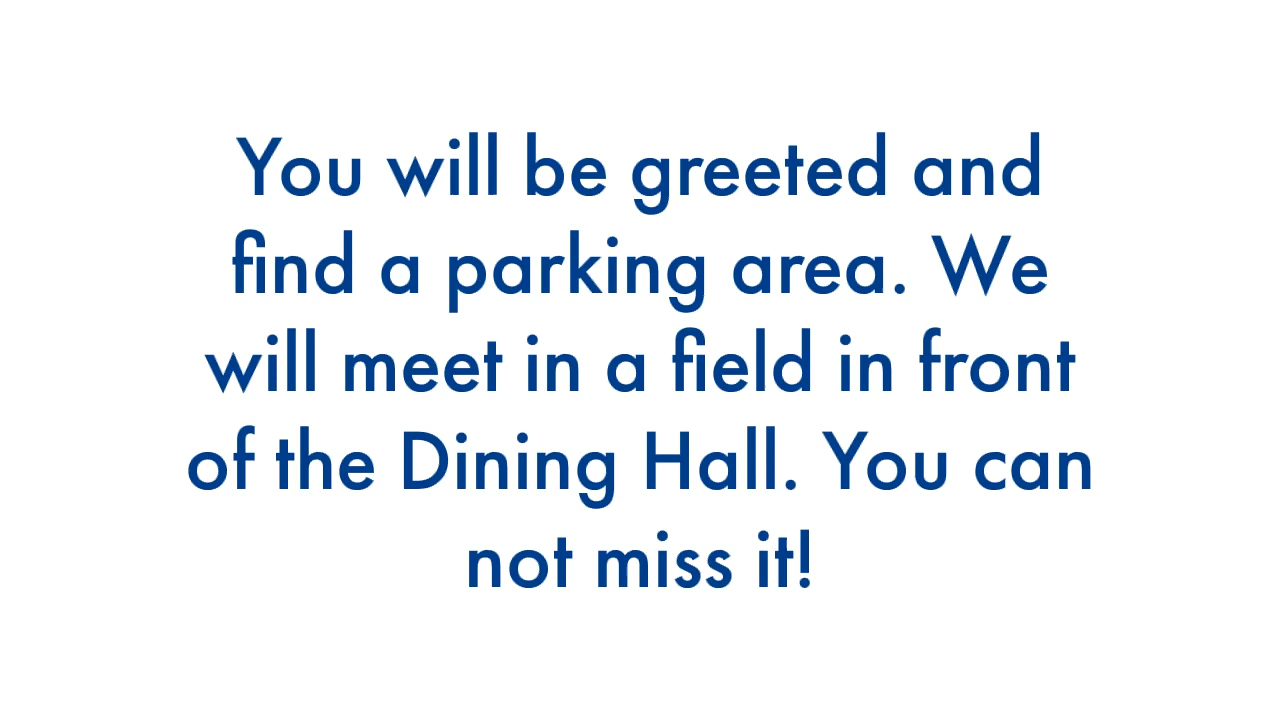 You will be greeted and
find a parking area. We
will meet in a field in front
of the Dining Hall. You can
not miss it!